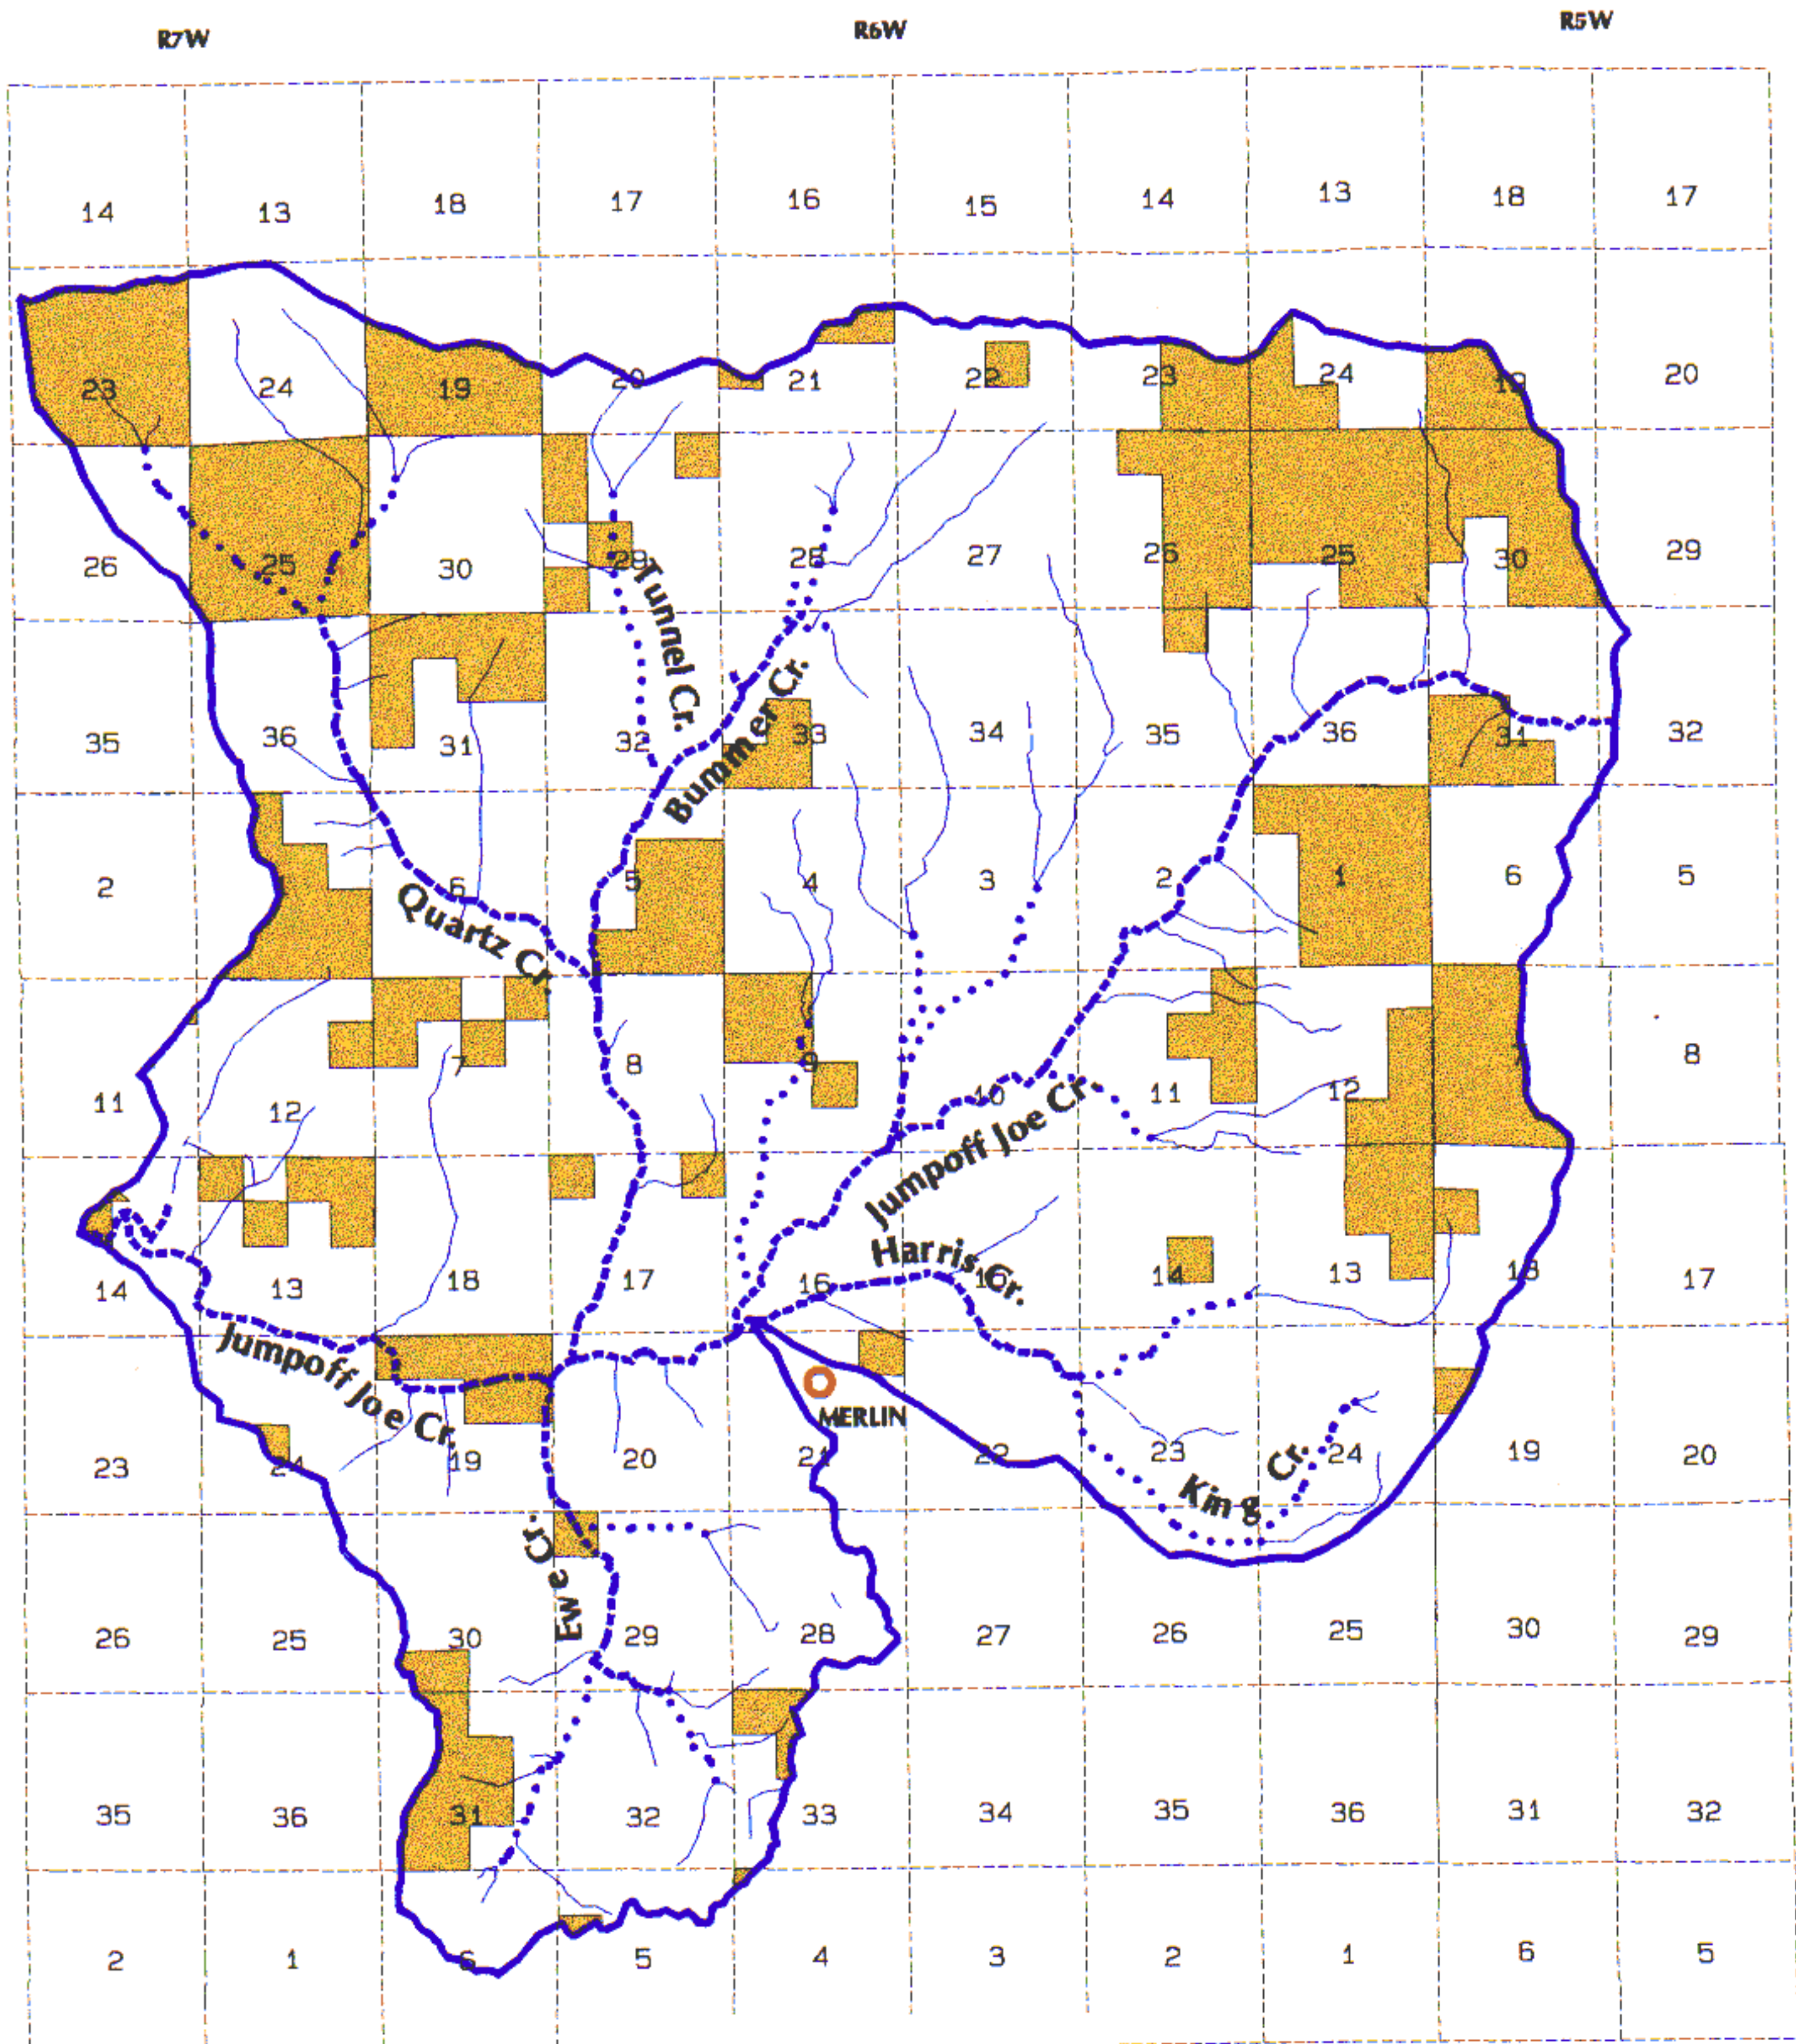 R7W R6W R5W
14 13 18 17 16 15 14 13 18 17
23 24 19 20 21 22 23 24 19 20
26 25 30 29 28 27 26 25 30 29
Tunnel Cr.
Bummer Cr.
35 36 31 32 33 34 35 36 31 32
2 6 5 4 3 2 1 6 5
Quartz Cr.
11 12 7 8 9 10 11 12 8
Jumpoff Joe Cr.
Harris Cr.
14 13 18 17 16 15 14 13 18 17
Jumpoff Joe Cr.
MERLIN
23 24 19 20 21 22 23 24 19 20
King Cr.
Ewe Cr.
26 25 30 29 28 27 26 25 30 29
35 36 31 32 33 34 35 36 31 32
2 1 6 5 4 3 2 1 6 5